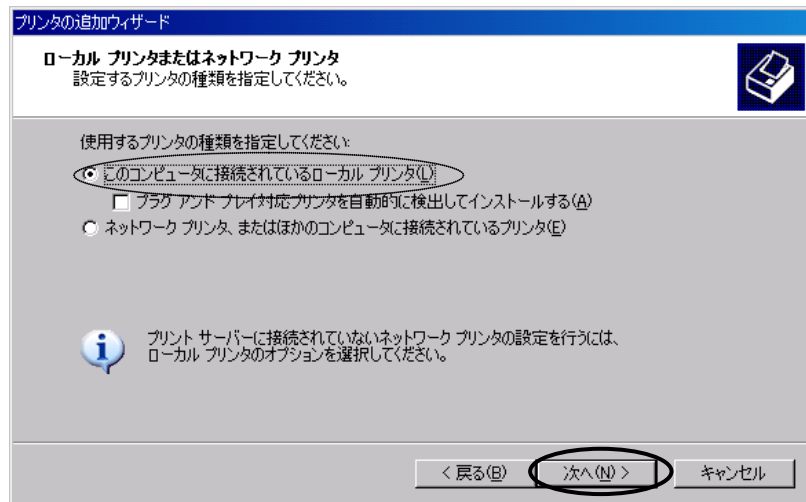 プリンタの追加ウィザード
ローカル プリンタまたはネットワーク プリンタ
設定するプリンタの種類を指定してください。
使用するプリンタの種類を指定してください:
このコンピュータに接続されているローカル プリンタ(L)
プラグ アンド プレイ対応プリンタを自動的に検出してインストールする(A)
ネットワーク プリンタ、またはほかのコンピュータに接続されているプリンタ(E)
プリント サーバーに接続されていないネットワーク プリンタの設定を行うには、
ローカル プリンタのオプションを選択してください。
< 戻る(B) 次へ(N) > キャンセル